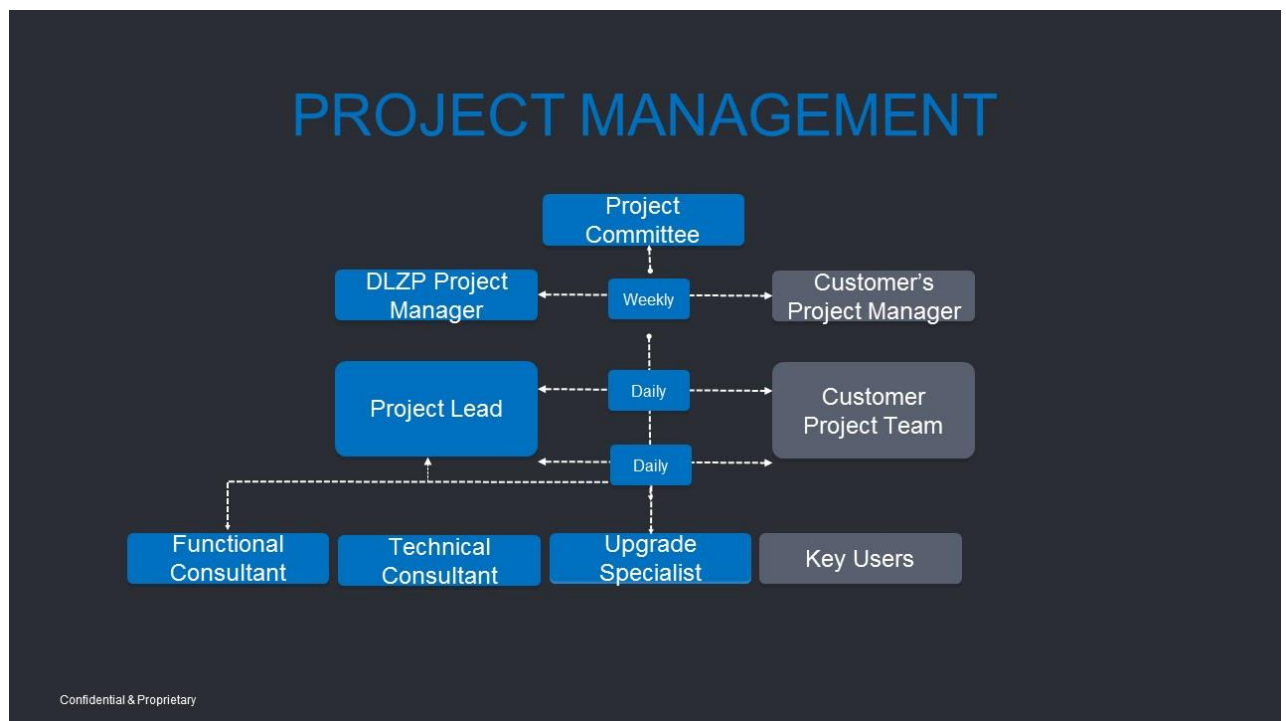 PROJECT MANAGEMENT
Project
Committee
DLZP Project
Manager
Weekly
Customer's
Project Manager
Project Lead
Daily
Customer
Project Team
Daily
Functional
Consultant
Technical
Consultant
Upgrade
Specialist
Key Users
Confidential & Proprietary